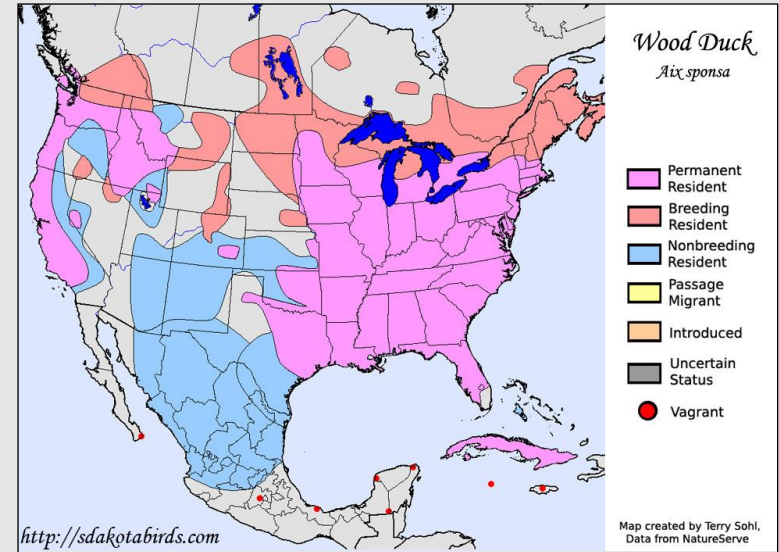 Wood Duck
Aix sponsa
Permanent
Resident
Breeding
Resident
Nonbreeding
Resident
Passage
Migrant
Introduced
Uncertain
Status
Vagrant
http://sdakotabirds.com
Map created by Terry Sohl,
Data from NatureServe